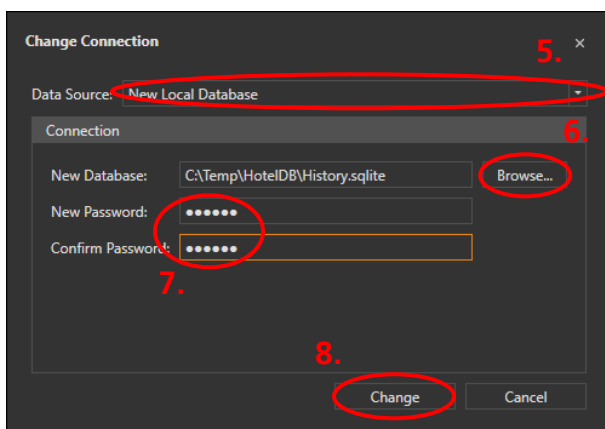 Change Connection
5.
×
Data Source: New Local Database
Connection
6.
New Database: C:\Temp\HotelDB\History.sqlite Browse...
New Password: ●●●●●●
Confirm Password: ●●●●●●
7.
8.
Change Cancel